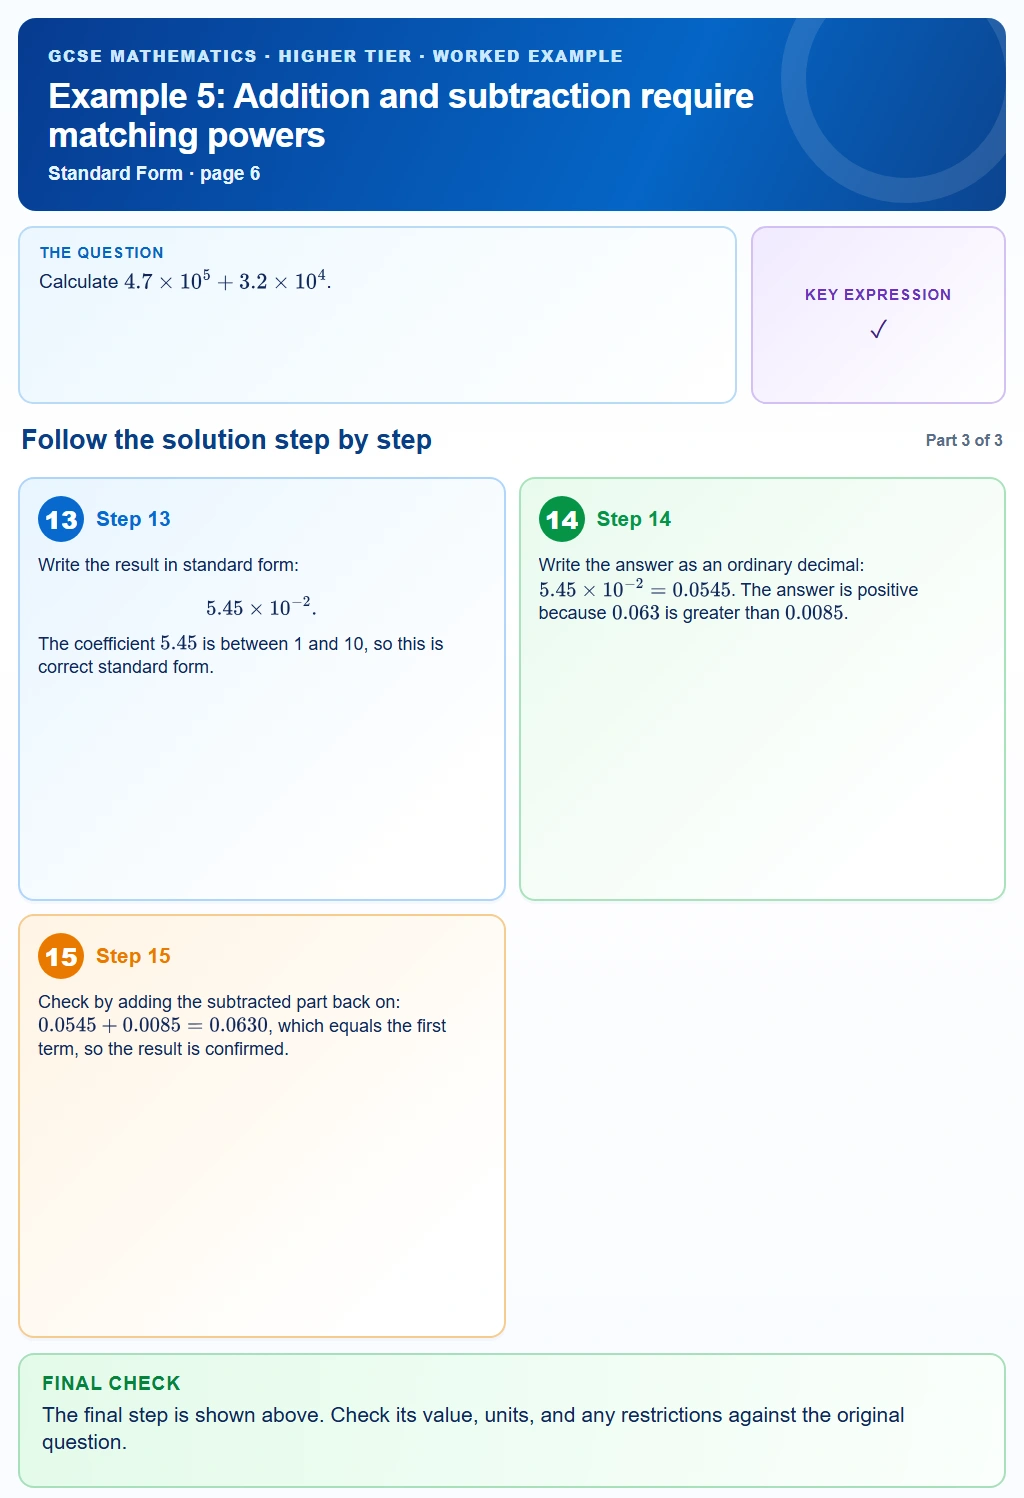 GCSE MATHEMATICS · HIGHER TIER · WORKED EXAMPLE
Example 5: Addition and subtraction require
matching powers
Standard Form · page 6
THE QUESTION
Calculate 4.7 × 10⁵ + 3.2 × 10⁴.
KEY EXPRESSION
✓
Follow the solution step by step
Part 3 of 3
13 Step 13
Write the result in standard form:
5.45 × 10⁻².
The coefficient 5.45 is between 1 and 10, so this is
correct standard form.
14 Step 14
Write the answer as an ordinary decimal:
5.45 × 10⁻² = 0.0545. The answer is positive
because 0.063 is greater than 0.0085.
15 Step 15
Check by adding the subtracted part back on:
0.0545 + 0.0085 = 0.0630, which equals the first
term, so the result is confirmed.
FINAL CHECK
The final step is shown above. Check its value, units, and any restrictions against the original
question.